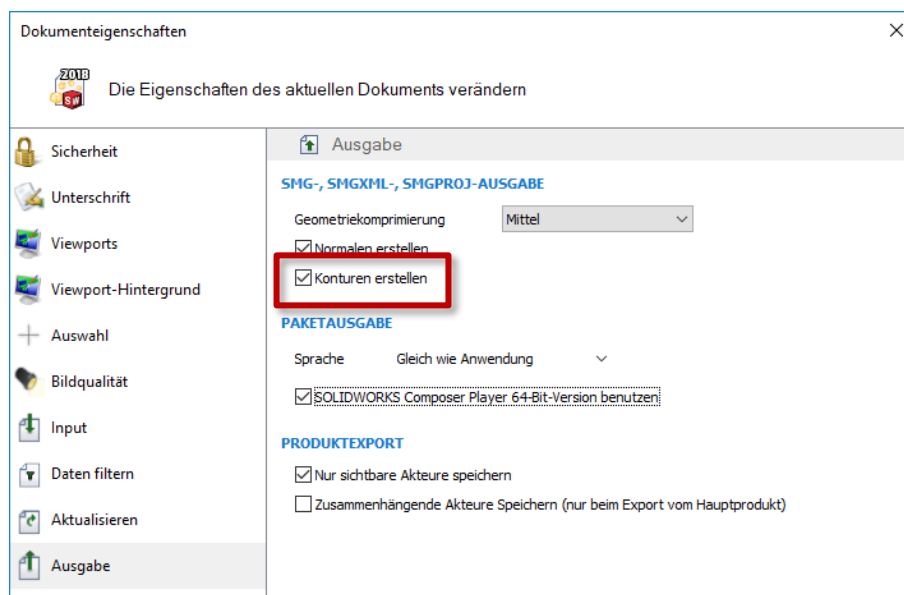 Dokumenteigenschaften
2018
SW
Die Eigenschaften des aktuellen Dokuments verändern
Sicherheit
Unterschrift
Viewports
Viewport-Hintergrund
Auswahl
Bildqualität
Input
Daten filtern
Aktualisieren
Ausgabe
Ausgabe
SMG-, SMGXML-, SMGPROJ-AUSGABE
Geometriekomprimierung Mittel
Normalen erstellen
Konturen erstellen
PAKETAUSGABE
Sprache Gleich wie Anwendung
SOLIDWORKS Composer Player 64-Bit-Version benutzen
PRODUKTEXPORT
Nur sichtbare Akteure speichern
Zusammenhängende Akteure Speichern (nur beim Export vom Hauptprodukt)